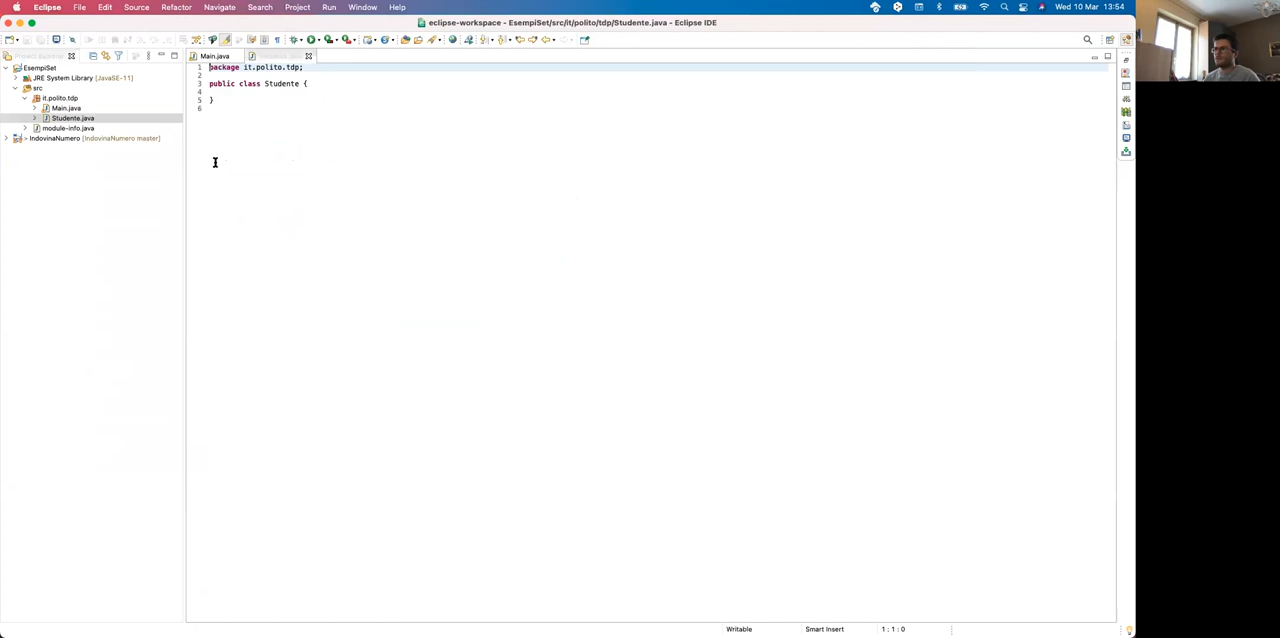 Eclipse File Edit Source Refactor Navigate Search Project Run Window Help Wed 10 Mar 13:54
eclipse-workspace - EsempiSet/src/it/polito/tdp/Studente.java - Eclipse IDE
Project Explorer Main.java
EsempiSet
JRE System Library [JavaSE-11]
src
it.polito.tdp
Main.java
Studente.java
module-info.java
> IndovinaNumero [IndovinaNumero master]
1 package it.polito.tdp;
2
3 public class Studente {
4
5 }
6
Writable Smart Insert 1 : 1 : 0